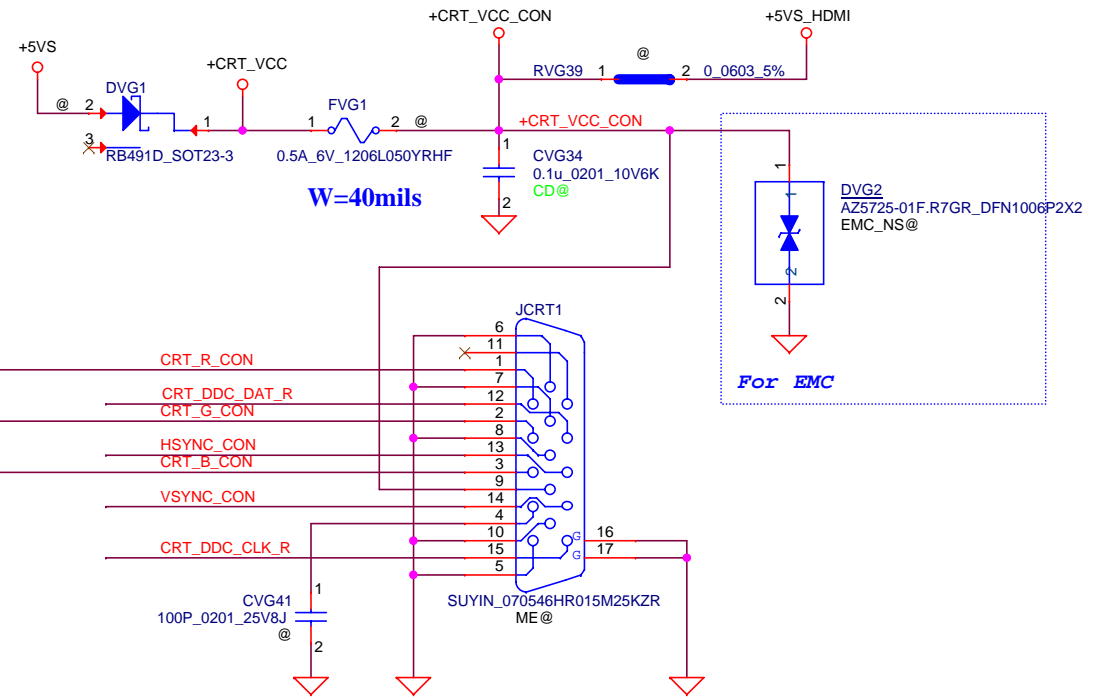 +CRT_VCC_CON
+5VS_HDMI
+5VS
@
+CRT_VCC
RVG39 1 2 0_0603_5%
DVG1
FVG1
@ 2
1
1 2 @
+CRT_VCC_CON
3
RB491D_SOT23-3
0.5A_6V_1206L050YRHF
1
CVG34
0.1u_0201_10V6K
CD@
2
W=40mils
1
1
DVG2
AZ5725-01F.R7GR_DFN1006P2X2
EMC_NS@
2
2
For EMC
JCRT1
6
11
CRT_R_CON 1
7
CRT_DDC_DAT_R 12
CRT_G_CON 2
8
HSYNC_CON 13
CRT_B_CON 3
9
VSYNC_CON 14
4
10
G 16
CRT_DDC_CLK_R 15
G 17
5
1
CVG41
100P_0201_25V8J
@
2
SUYIN_070546HR015M25KZR
ME@